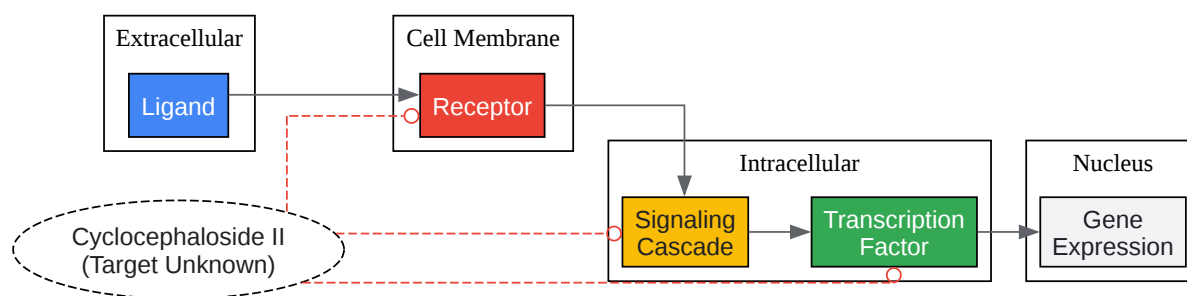 Extracellular
Cell Membrane
Ligand
Receptor
Intracellular
Nucleus
Signaling
Cascade
Transcription
Factor
Gene
Expression
Cyclocephaloside II
(Target Unknown)